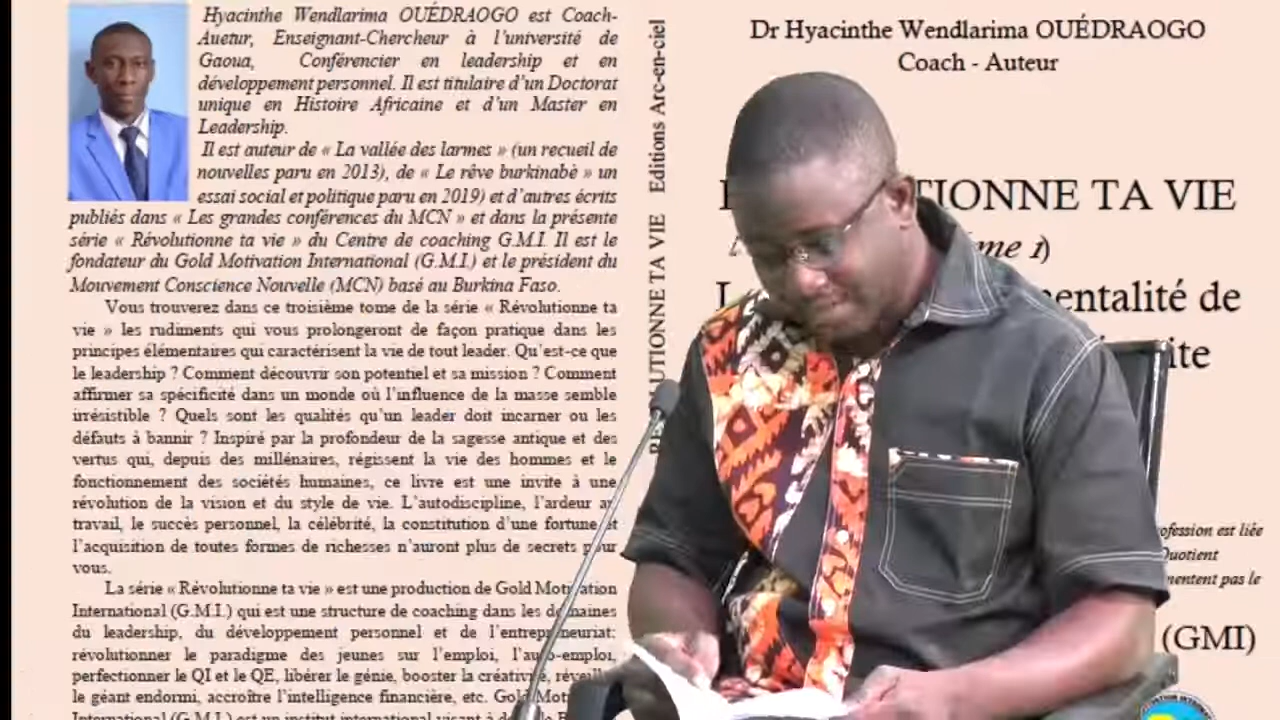 Hyacinthe Wendlarima OUÉDRAOGO est Coach-
Auetur, Enseignant-Chercheur à l'université de
Gaoua, Conférencier en leadership et en
développement personnel. Il est titulaire d'un Doctorat
unique en Histoire Africaine et d'un Master en
Leadership.
Il est auteur de « La vallée des larmes » (un recueil de
nouvelles paru en 2013), de « Le rêve burkinabè » un
essai social et politique paru en 2019) et d'autres écrits
publiés dans « Les grandes conférences du MCN » et dans la présente
série « Révolutionne ta vie » du Centre de coaching G.M.I. Il est le
fondateur du Gold Motivation International (G.M.I.) et le président du
Mouvement Conscience Nouvelle (MCN) basé au Burkina Faso.
Vous trouverez dans ce troisième tome de la série « Révolutionne ta
vie » les rudiments qui vous prolongeront de façon pratique dans les
principes élémentaires qui caractérisent la vie de tout leader. Qu'est-ce que
le leadership ? Comment découvrir son potentiel et sa mission ? Comment
affirmer sa spécificité dans un monde où l'influence de la masse semble
irrésistible ? Quels sont les qualités qu'un leader doit incarner ou les
défauts à bannir ? Inspiré par la profondeur de la sagesse antique et des
vertus qui, depuis des millénaires, régissent la vie des hommes et le
fonctionnement des sociétés humaines, ce livre est une invite à une
révolution de la vision et du style de vie. L'autodiscipline, l'ardeur au
travail, le succès personnel, la célébrité, la constitution d'une fortune et
l'acquisition de toutes formes de richesses n'auront plus de secrets pour
vous.
La série « Révolutionne ta vie » est une production de Gold Motivation
International (G.M.I.) qui est une structure de coaching dans les domaines
du leadership, du développement personnel et de l'entrepreneuriat:
révolutionner le paradigme des jeunes sur l'emploi, l'auto-emploi,
perfectionner le QI et le QE, libérer le génie, booster la créativité,
le géant endormi, accroître l'intelligence financière, etc. Gold
International (G.M.I.) est un institut international visant à
TA VIE Editions Arc-en-ciel
Dr Hyacinthe Wendlarima OUÉDRAOGO
Coach - Auteur
TIONNE TA VIE
me 1)
mentalité de
ite
ofession est liée
Quotient
mentent pas le
(GMI)